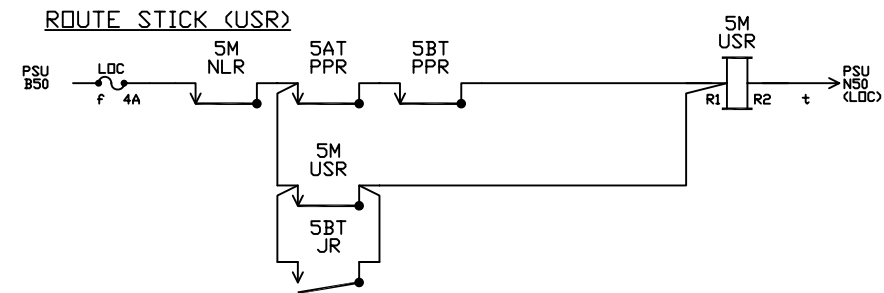 ROUTE STICK (USR)
5M
NLR
5AT
PPR
5BT
PPR
5M
USR
PSU
B50
LOC
f 4A
R1 R2 t
PSU
N50
(LOC)
5M
USR
5BT
JR